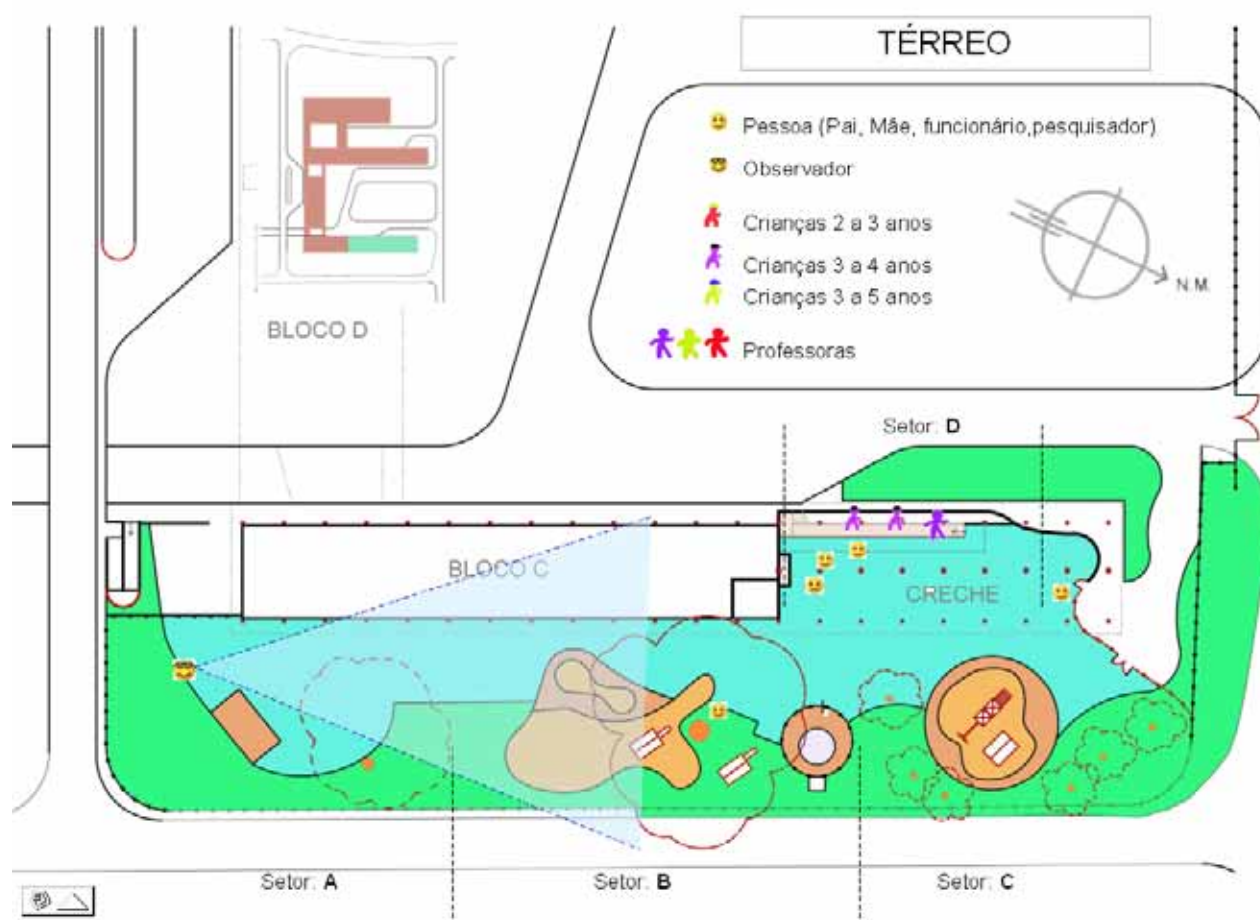 TÉRREO
Pessoa (Pai, Mãe, funcionário,pesquisador)
Observador
Crianças 2 a 3 anos
Crianças 3 a 4 anos
Crianças 3 a 5 anos
Professoras
N.M.
BLOCO D
Setor: D
BLOCO C
CRECHE
Setor: A
Setor: B
Setor: C